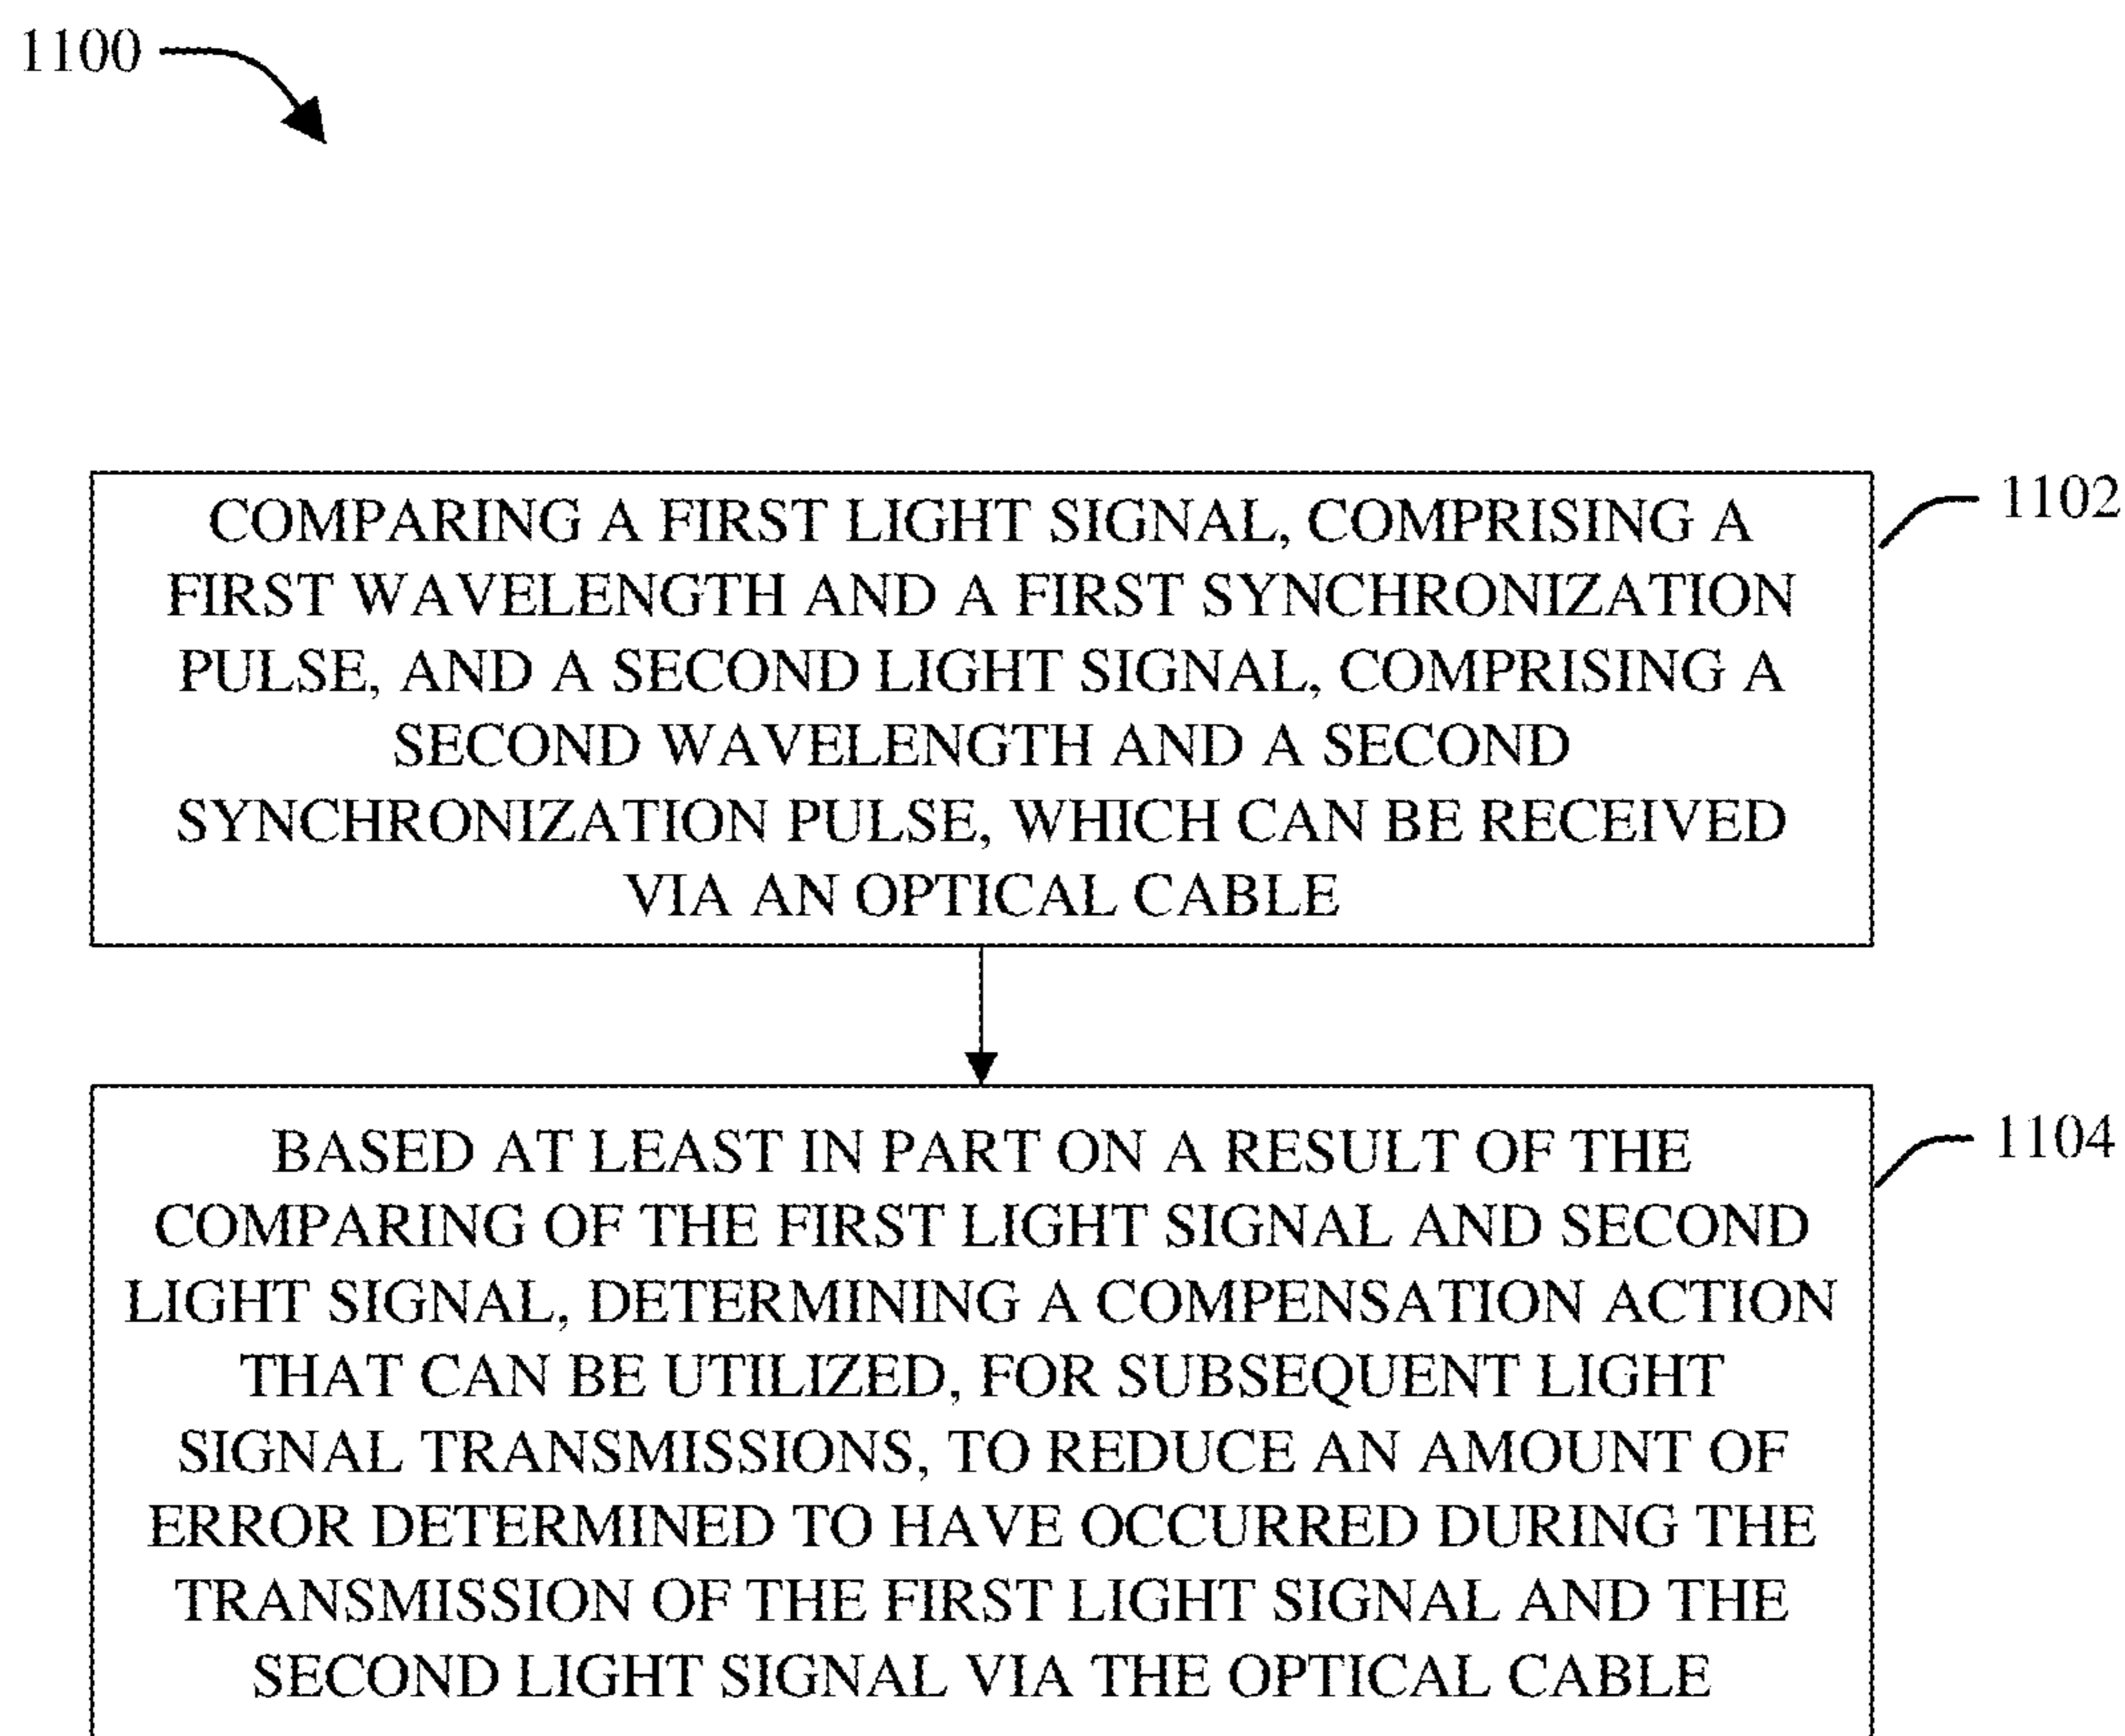 1100
COMPARING A FIRST LIGHT SIGNAL, COMPRISING A
FIRST WAVELENGTH AND A FIRST SYNCHRONIZATION
PULSE, AND A SECOND LIGHT SIGNAL, COMPRISING A
SECOND WAVELENGTH AND A SECOND
SYNCHRONIZATION PULSE, WHICH CAN BE RECEIVED
VIA AN OPTICAL CABLE
1102
BASED AT LEAST IN PART ON A RESULT OF THE
COMPARING OF THE FIRST LIGHT SIGNAL AND SECOND
LIGHT SIGNAL, DETERMINING A COMPENSATION ACTION
THAT CAN BE UTILIZED, FOR SUBSEQUENT LIGHT
SIGNAL TRANSMISSIONS, TO REDUCE AN AMOUNT OF
ERROR DETERMINED TO HAVE OCCURRED DURING THE
TRANSMISSION OF THE FIRST LIGHT SIGNAL AND THE
SECOND LIGHT SIGNAL VIA THE OPTICAL CABLE
1104